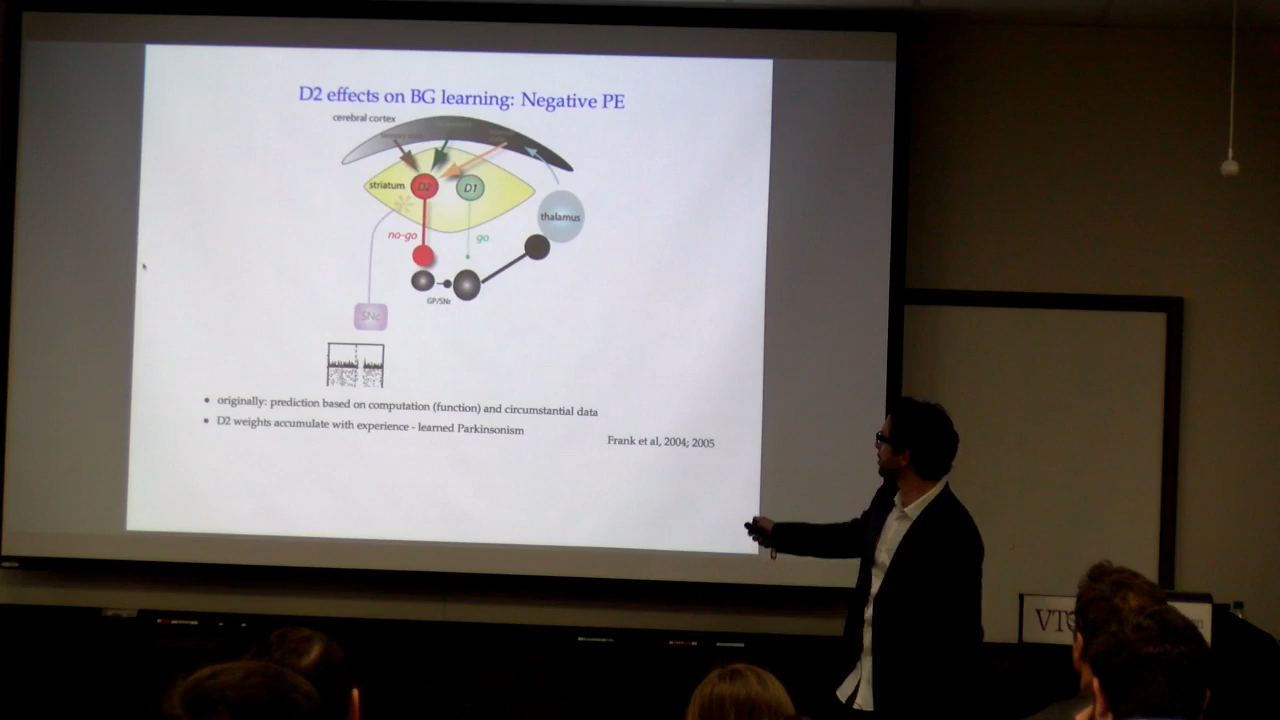 D2 effects on BG learning: Negative PE
cerebral cortex
striatum
D2
D1
thalamus
no-go
go
GP/SNr
SNc
• originally: prediction based on computation (function) and circumstantial data
• D2 weights accumulate with experience - learned Parkinsonism
Frank et al, 2004; 2005